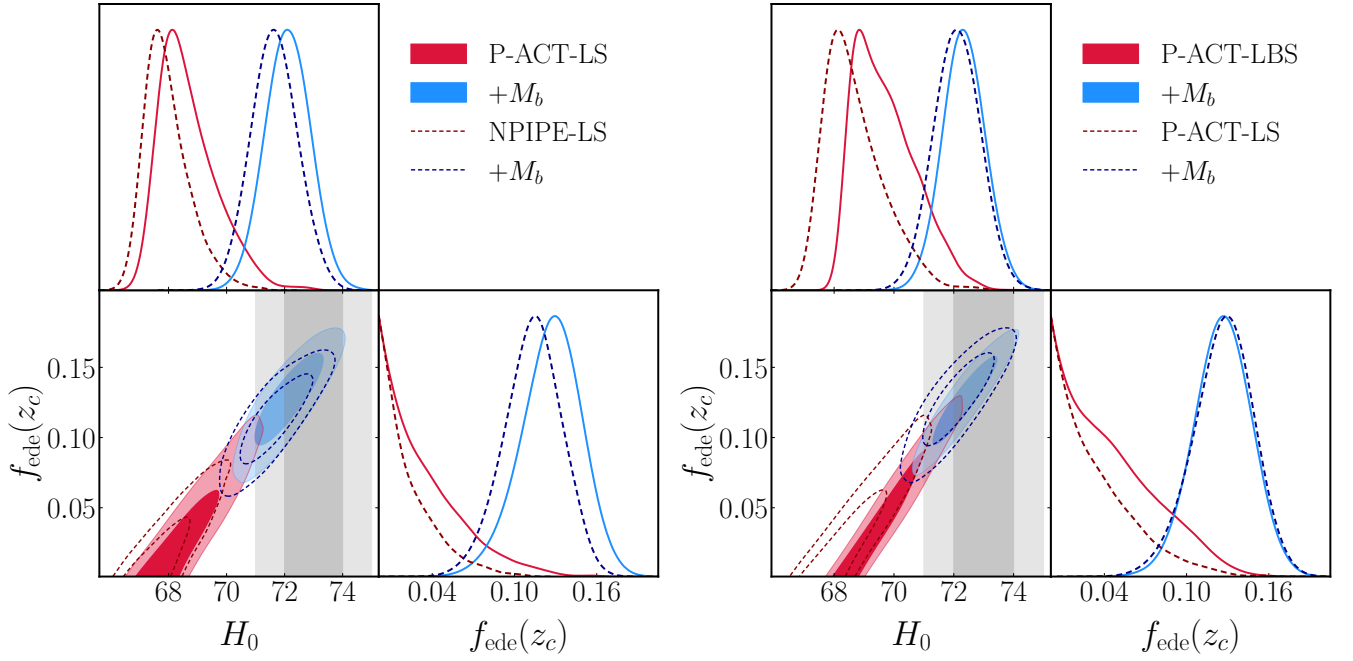 P-ACT-LS
+M_b
NPIPE-LS
+M_b
0.15
0.10
0.05
f_ede(z_c)
68 70 72 74
H_0
0.04 0.10 0.16
f_ede(z_c)
P-ACT-LBS
+M_b
P-ACT-LS
+M_b
0.15
0.10
0.05
f_ede(z_c)
68 70 72 74
H_0
0.04 0.10 0.16
f_ede(z_c)